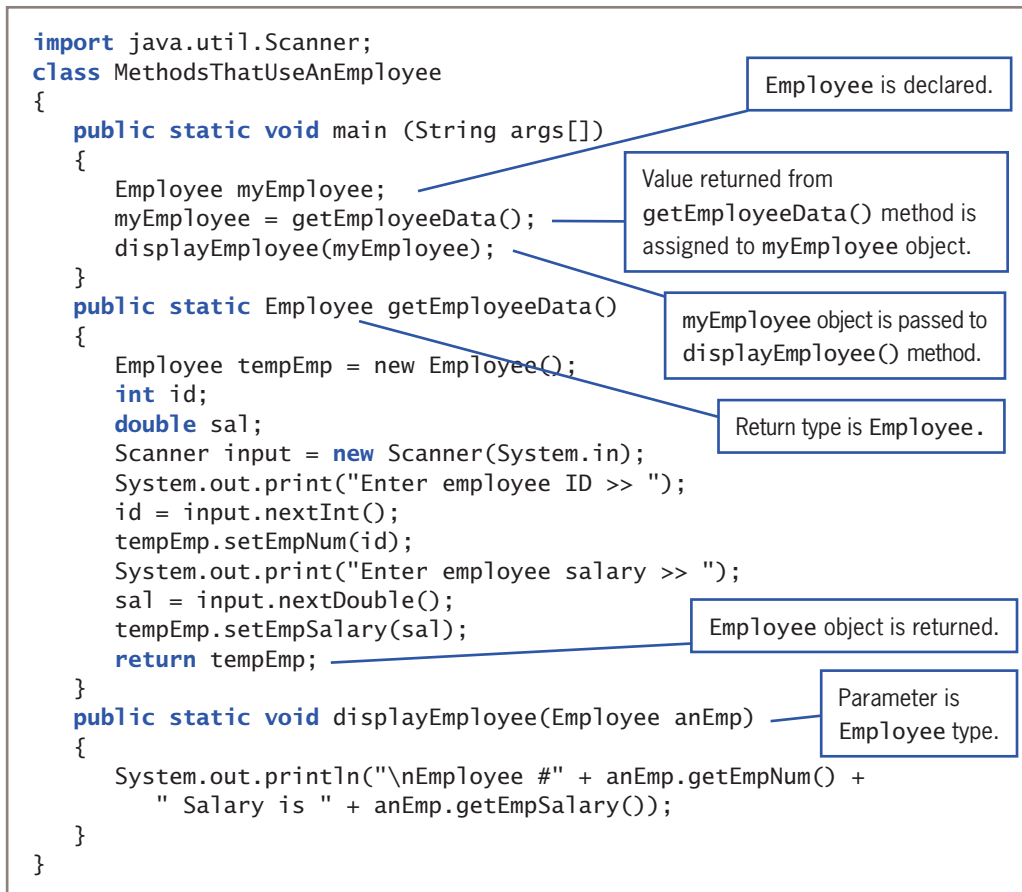 import java.util.Scanner;
class MethodsThatUseAnEmployee
{
   public static void main (String args[])
   {
      Employee myEmployee;
      myEmployee = getEmployeeData();
      displayEmployee(myEmployee);
   }
   public static Employee getEmployeeData()
   {
      Employee tempEmp = new Employee();
      int id;
      double sal;
      Scanner input = new Scanner(System.in);
      System.out.print("Enter employee ID >> ");
      id = input.nextInt();
      tempEmp.setEmpNum(id);
      System.out.print("Enter employee salary >> ");
      sal = input.nextDouble();
      tempEmp.setEmpSalary(sal);
      return tempEmp;
   }
   public static void displayEmployee(Employee anEmp)
   {
      System.out.println("\nEmployee #" + anEmp.getEmpNum() +
         " Salary is " + anEmp.getEmpSalary());
   }
}
Employee is declared.
Value returned from
getEmployeeData() method is
assigned to myEmployee object.
myEmployee object is passed to
displayEmployee() method.
Return type is Employee.
Employee object is returned.
Parameter is
Employee type.